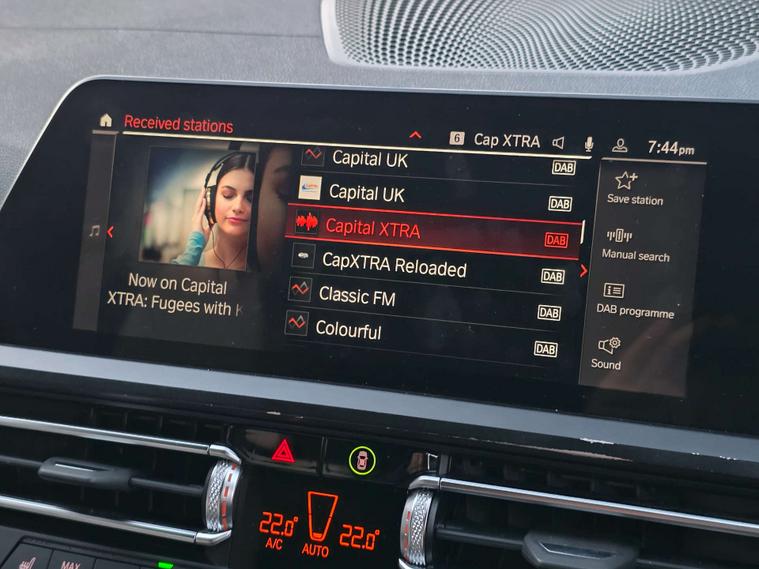 Received stations
6 Cap XTRA
7:44pm
Capital UK DAB
Capital UK DAB
Capital XTRA DAB
CapXTRA Reloaded DAB
Classic FM DAB
Colourful DAB
Now on Capital
XTRA: Fugees with K
Save station
Manual search
DAB programme
Sound
22.0°
A/C
AUTO
22.0°
MAX